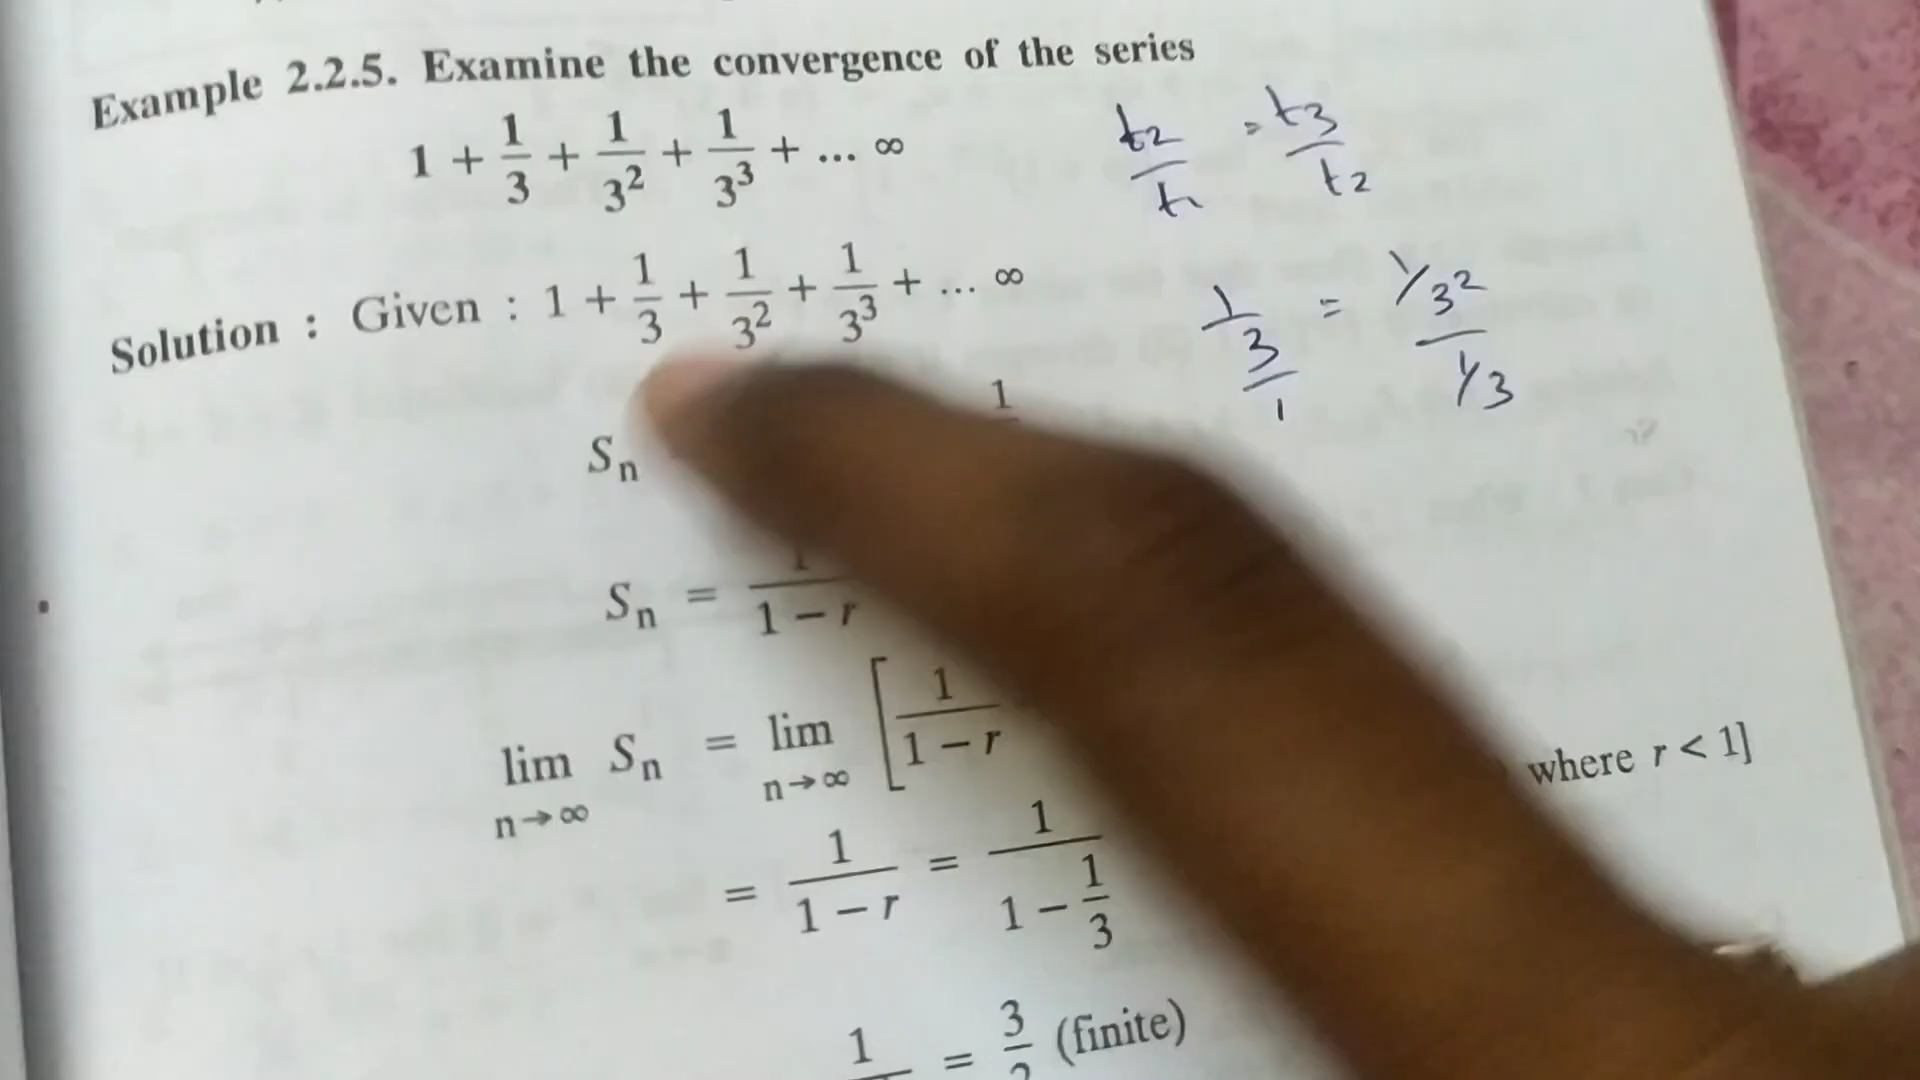 Example 2.2.5. Examine the convergence of the series
1 + 1/3 + 1/3² + 1/3³ + ... ∞
t2/t1 = t3/t2
Solution : Given : 1 + 1/3 + 1/3² + 1/3³ + ... ∞
1/3/1 = 1/3²/1/3
Sn 1
Sn = 1/1 − r
lim n→∞ Sn = lim n→∞ [1/1 − r where r < 1]
= 1/1 − r = 1/1 − 1/3
1 = 3/2 (finite)